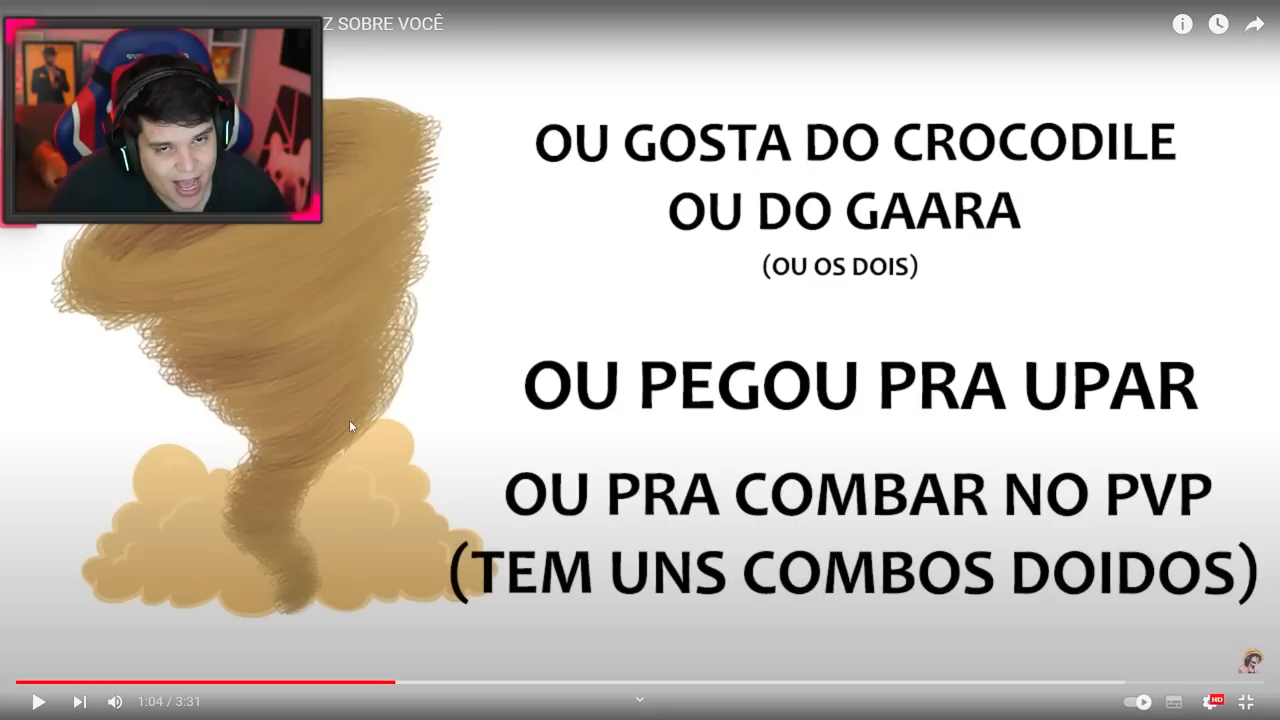 Z SOBRE VOCÊ
OU GOSTA DO CROCODILE
OU DO GAARA
(OU OS DOIS)
OU PEGOU PRA UPAR
OU PRA COMBAR NO PVP
(TEM UNS COMBOS DOIDOS)
1:04 / 3:31
HD